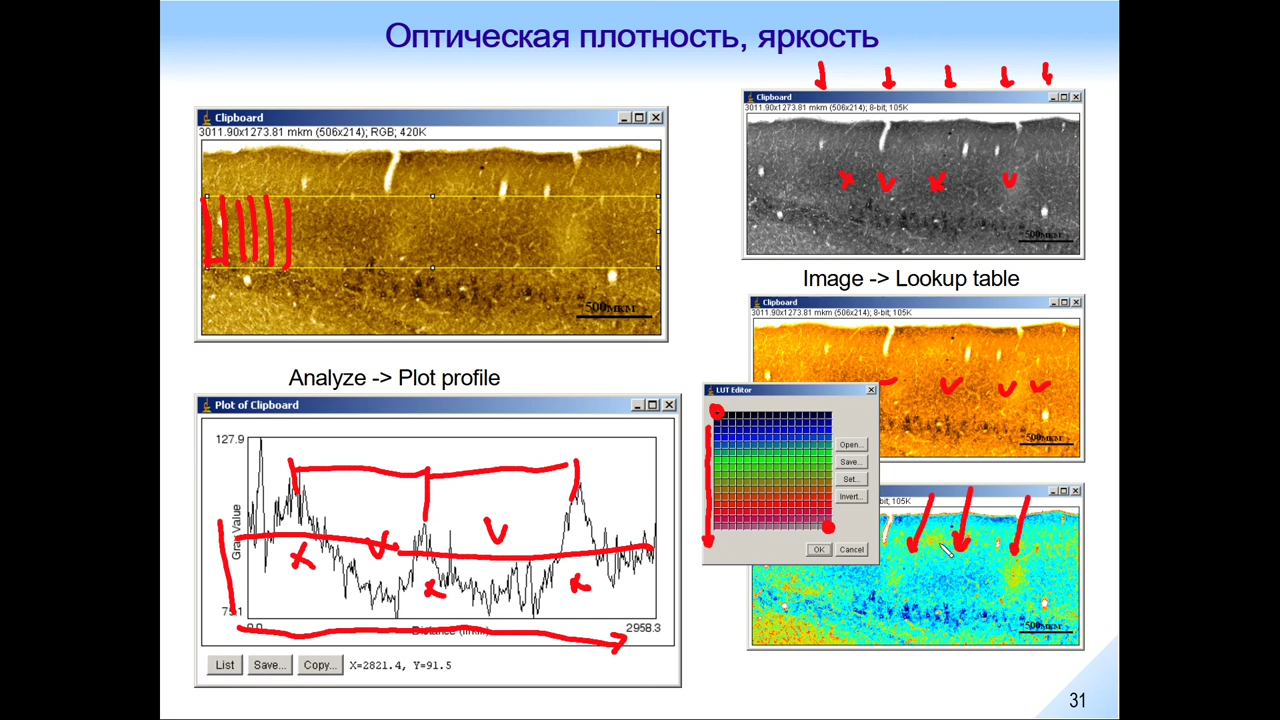 Оптическая плотность, яркость
Clipboard
3011.90x1273.81 mkm (506x214); RGB; 420K
500мкм
Analyze -> Plot profile
Plot of Clipboard
127.9
Gray Value
0.0
2958.3
List
Save...
Copy...
X=2821.4, Y=91.5
Clipboard
3011.90x1273.81 mkm (506x214); 8-bit; 105K
500мкм
Image -> Lookup table
Clipboard
3011.90x1273.81 mkm (506x214); 8-bit; 105K
500мкм
LUT Editor
Open...
Save...
Set...
Invert...
OK
Cancel
bit; 105K
500мкм
31